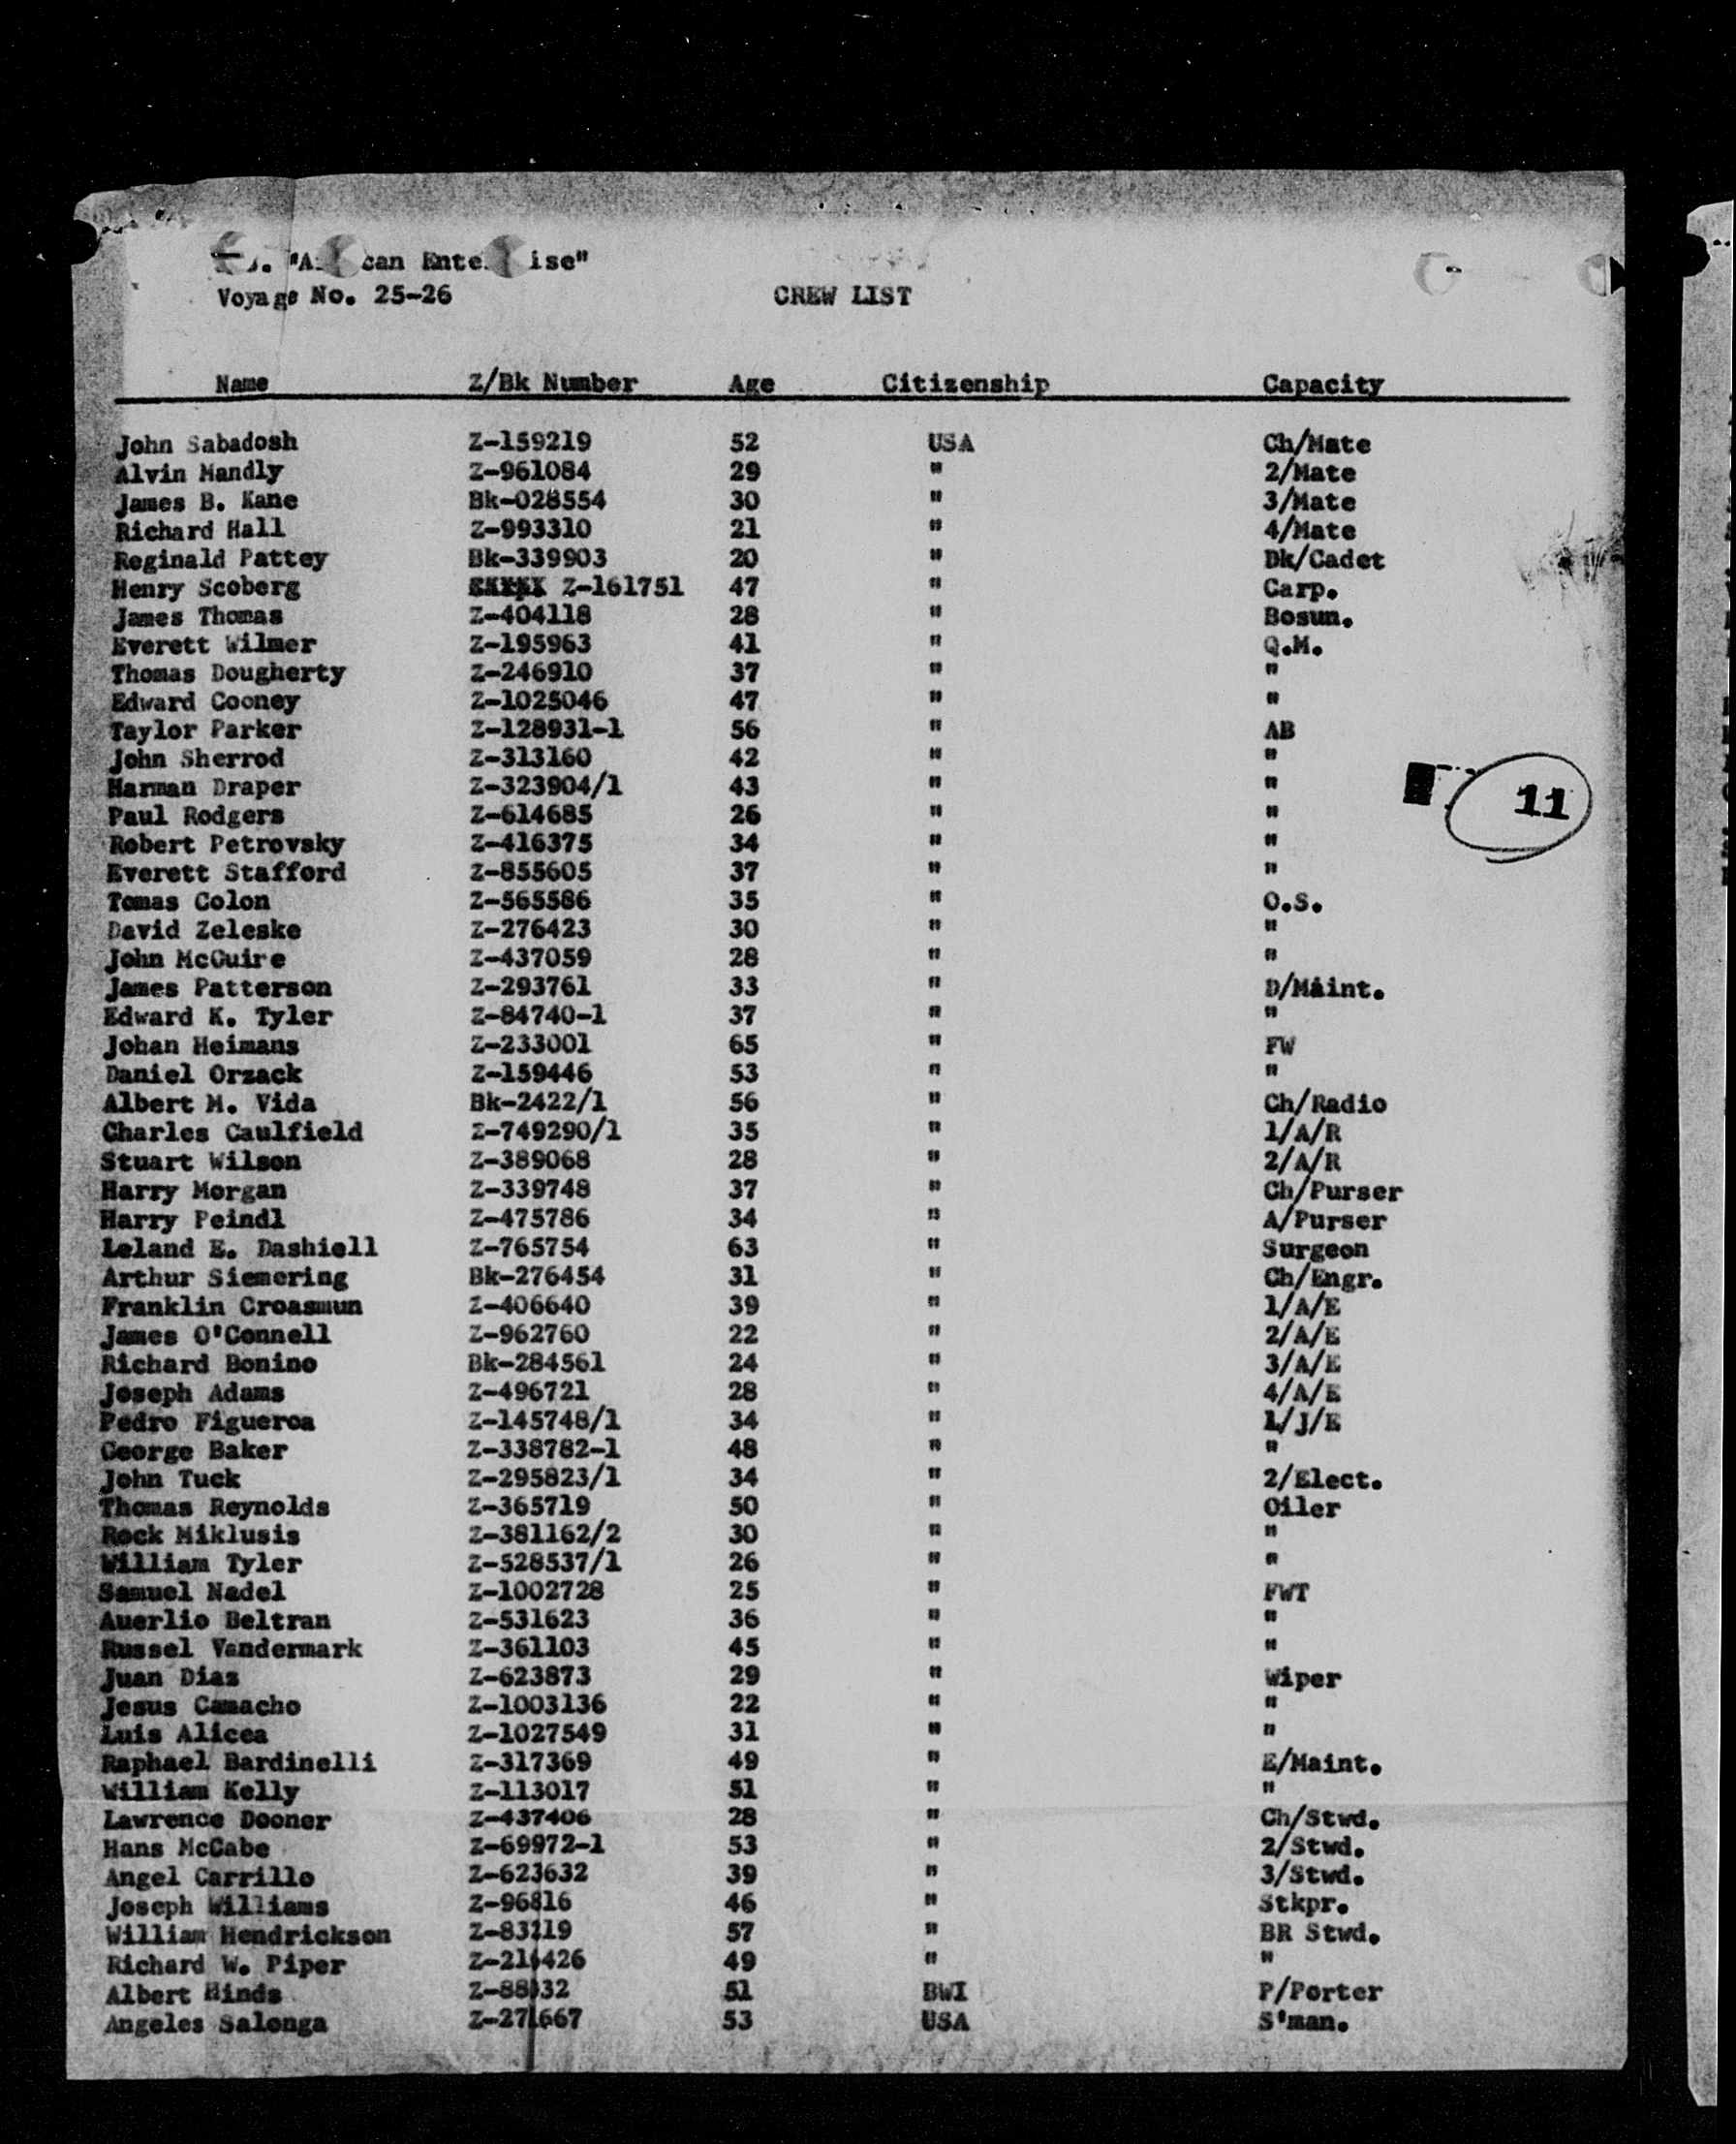 can Ente ise"
Voyage No. 25-26 CREW LIST
Name Z/Bk Number Age Citizenship Capacity
John Sabadosh Z-159219 52 USA Ch/Mate
Alvin Mandly Z-961084 29 " 2/Mate
James B. Kane Bk-028554 30 " 3/Mate
Richard Hall Z-993310 21 " 4/Mate
Reginald Pattey Bk-339903 20 " Dk/Cadet
Henry Scoberg Z-161751 47 " Carp.
James Thomas Z-404118 28 " Bosun.
Everett Wilmer Z-195963 41 " Q.M.
Thomas Dougherty Z-246910 37 " "
Edward Cooney Z-1025046 47 " "
Taylor Parker Z-128931-1 56 " AB
John Sherrod Z-313160 42 " "
Harman Draper Z-323904/1 43 " "
11
Paul Rodgers Z-614685 26 " "
Robert Petrovsky Z-416375 34 " "
Everett Stafford Z-855605 37 " "
Tomas Colon Z-565586 35 " O.S.
David Zeleske Z-276423 30 " "
John McGuire Z-437059 28 " "
James Patterson Z-293761 33 " D/Maint.
Edward K. Tyler Z-84740-1 37 " "
Johan Heimans Z-233001 65 " FW
Daniel Orzack Z-159446 53 " "
Albert M. Vida Bk-2422/1 56 " Ch/Radio
Charles Caulfield Z-749290/1 35 " 1/A/R
Stuart Wilson Z-389068 28 " 2/A/R
Harry Morgan Z-339748 37 " Ch/Purser
Harry Peindl Z-475786 34 " A/Purser
Leland E. Dashiell Z-765754 63 " Surgeon
Arthur Siemering Bk-276454 31 " Ch/Engr.
Franklin Croasmun Z-406640 39 " 1/A/E
James O'Connell Z-962760 22 " 2/A/E
Richard Bonino Bk-284561 24 " 3/A/E
Joseph Adams Z-496721 28 " 4/A/E
Pedro Figueroa Z-145748/1 34 " 1/J/E
George Baker Z-338782-1 48 " "
John Tuck Z-295823/1 34 " 2/Elect.
Thomas Reynolds Z-365719 50 " Oiler
Rock Miklusis Z-381162/2 30 " "
William Tyler Z-528537/1 26 " "
Samuel Nadel Z-1002728 25 " FWT
Auerlio Beltran Z-531623 36 " "
Russel Vandermark Z-361103 45 " "
Juan Dias Z-623873 29 " Wiper
Jesus Camacho Z-1003136 22 " "
Luis Alicea Z-1027549 31 " "
Raphael Bardinelli Z-317369 49 " E/Maint.
William Kelly Z-113017 51 " "
Lawrence Dooner Z-437406 28 " Ch/Stwd.
Hans McCabe Z-69972-1 53 " 2/Stwd.
Angel Carrillo Z-623632 39 " 3/Stwd.
Joseph Williams Z-96816 46 " Stkpr.
William Hendrickson 57 " BR Stwd.
Richard W. Piper 49 " "
Albert Hinds 51 BWI P/Porter
Angeles Salonga Z-271667 53 USA S'man.